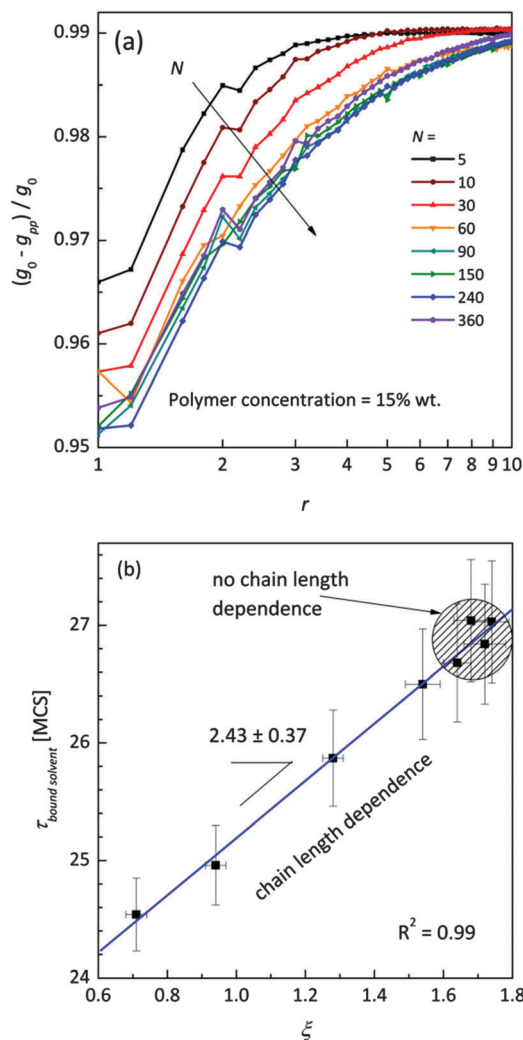 (a)
0.99
0.98
0.97
0.96
0.95
(g0 - gpp) / g0
N
N =
5
10
30
60
90
150
240
360
Polymer concentration = 15% wt.
1 2 3 4 5 6 7 8 9 10
r
(b)
no chain length
dependence
27
26
25
24
τbound solvent [MCS]
2.43 ± 0.37
chain length dependence
R² = 0.99
0.6 0.8 1.0 1.2 1.4 1.6 1.8
ξ